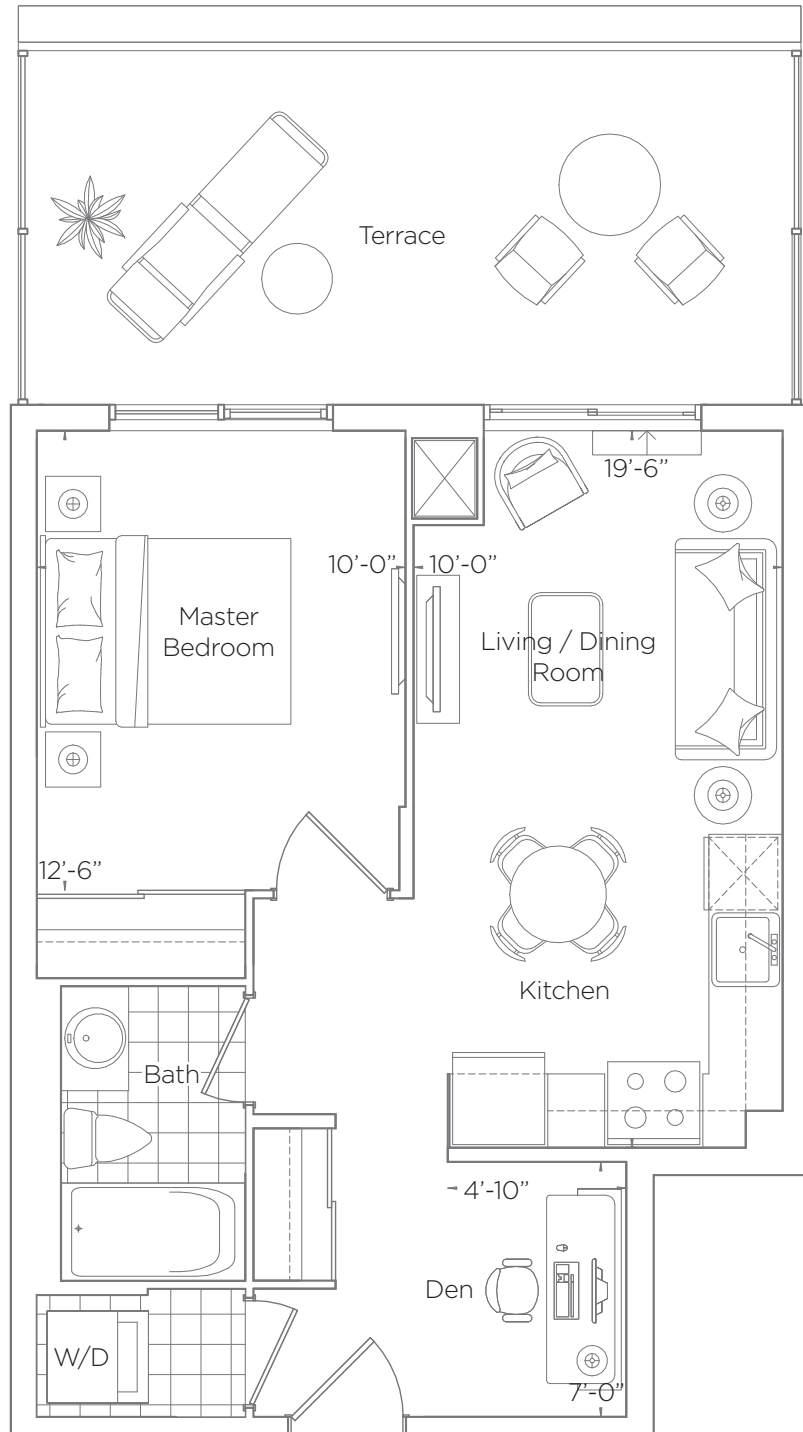 Terrace
19’-6”
10’-0”
10’-0”
Master
Bedroom
Living / Dining
Room
12’-6”
Kitchen
Bath
4’-10”
Den
W/D
7’-0”